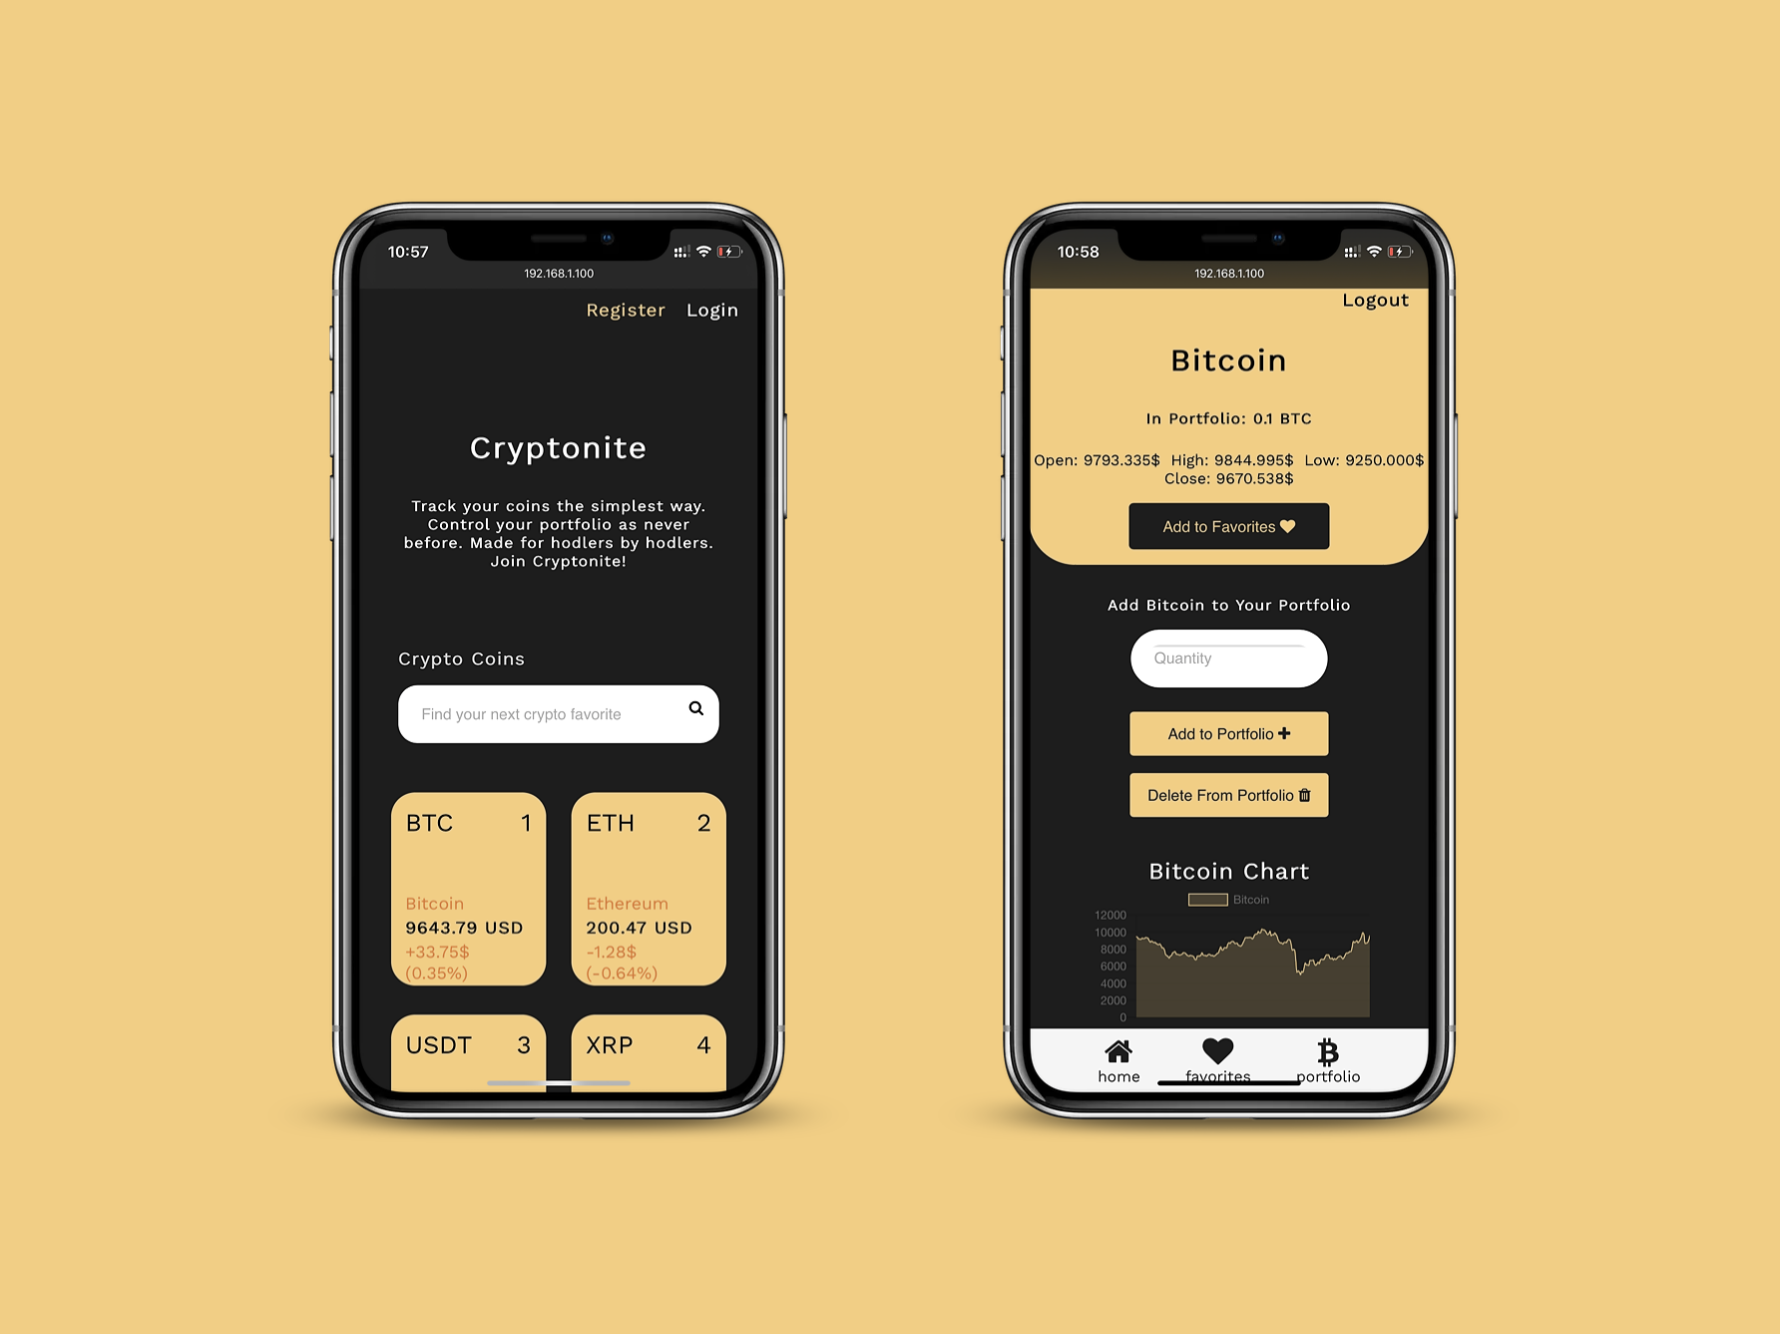 10:57
192.168.1.100
Register Login
Cryptonite
Track your coins the simplest way.
Control your portfolio as never
before. Made for hodlers by hodlers.
Join Cryptonite!
Crypto Coins
Find your next crypto favorite
BTC 1
Bitcoin
9643.79 USD
+33.75$
(0.35%)
ETH 2
Ethereum
200.47 USD
-1.28$
(-0.64%)
USDT 3
XRP 4
10:58
192.168.1.100
Logout
Bitcoin
In Portfolio: 0.1 BTC
Open: 9793.335$ High: 9844.995$ Low: 9250.000$
Close: 9670.538$
Add to Favorites
Add Bitcoin to Your Portfolio
Quantity
Add to Portfolio
Delete From Portfolio
Bitcoin Chart
Bitcoin
12000
10000
8000
6000
4000
2000
0
home favorites portfolio